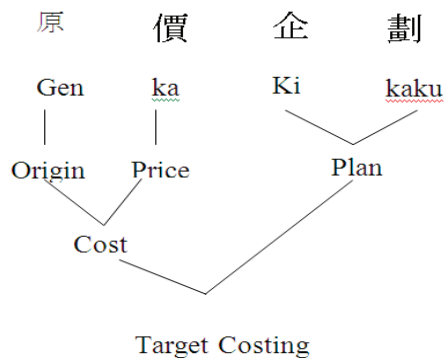 原 價 企 劃
Gen ka Ki kaku
Origin Price Plan
Cost
Target Costing